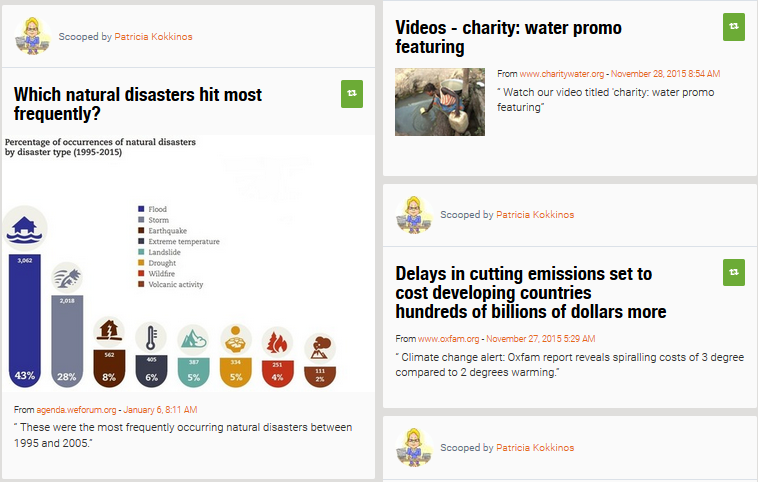 Scooped by Patricia Kokkinos
Which natural disasters hit most
frequently?
Percentage of occurrences of natural disasters
by disaster type (1995-2015)
Flood
Storm
Earthquake
Extreme temperature
Landslide
Drought
Wildfire
Volcanic activity
3,062
2,018
562
405
387
334
251
111
43%
28%
8%
6%
5%
5%
4%
2%
From agenda.weforum.org - January 6, 8:11 AM
" These were the most frequently occurring natural disasters between
1995 and 2005."
Videos - charity: water promo
featuring
From www.charitywater.org - November 28, 2015 8:54 AM
" Watch our video titled 'charity: water promo
featuring"
Scooped by Patricia Kokkinos
Delays in cutting emissions set to
cost developing countries
hundreds of billions of dollars more
From www.oxfam.org - November 27, 2015 5:29 AM
" Climate change alert: Oxfam report reveals spiralling costs of 3 degree
compared to 2 degrees warming."
Scooped by Patricia Kokkinos